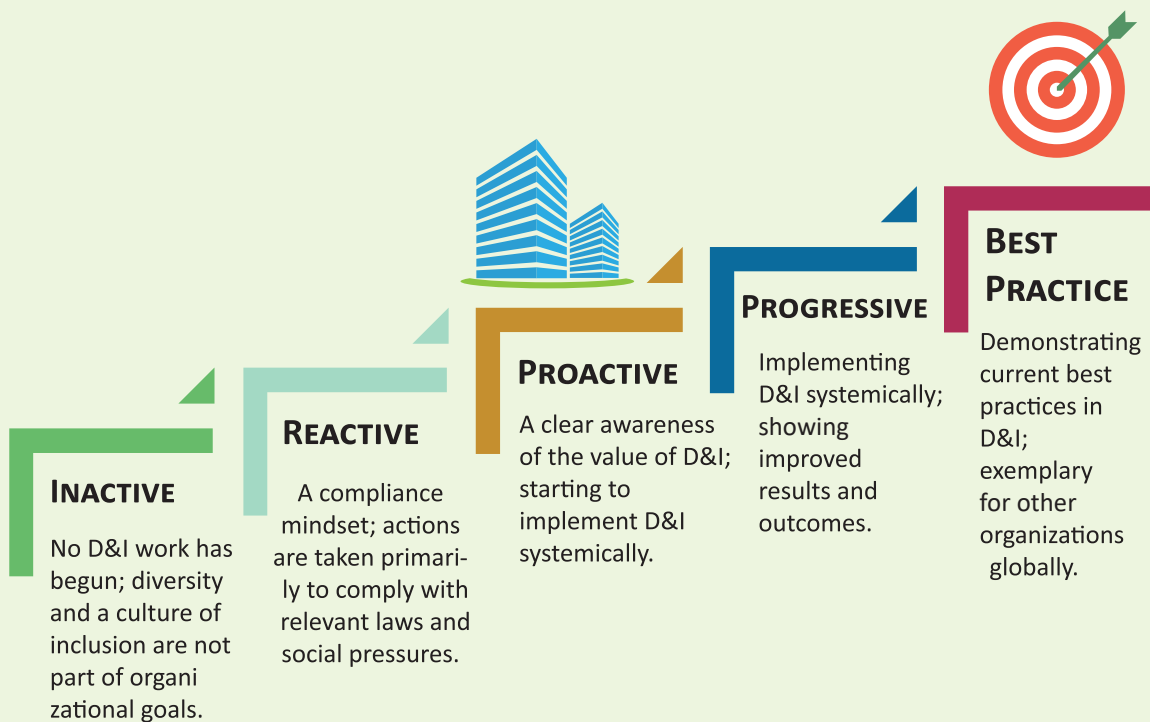 INACTIVE
No D&I work has
begun; diversity
and a culture of
inclusion are not
part of organi
zational goals.
REACTIVE
A compliance
mindset; actions
are taken primari-
ly to comply with
relevant laws and
social pressures.
PROACTIVE
A clear awareness
of the value of D&I;
starting to
implement D&I
systemically.
PROGRESSIVE
Implementing
D&I systemically;
showing
improved
results and
outcomes.
BEST
PRACTICE
Demonstrating
current best
practices in
D&I;
exemplary
for other
organizations
globally.